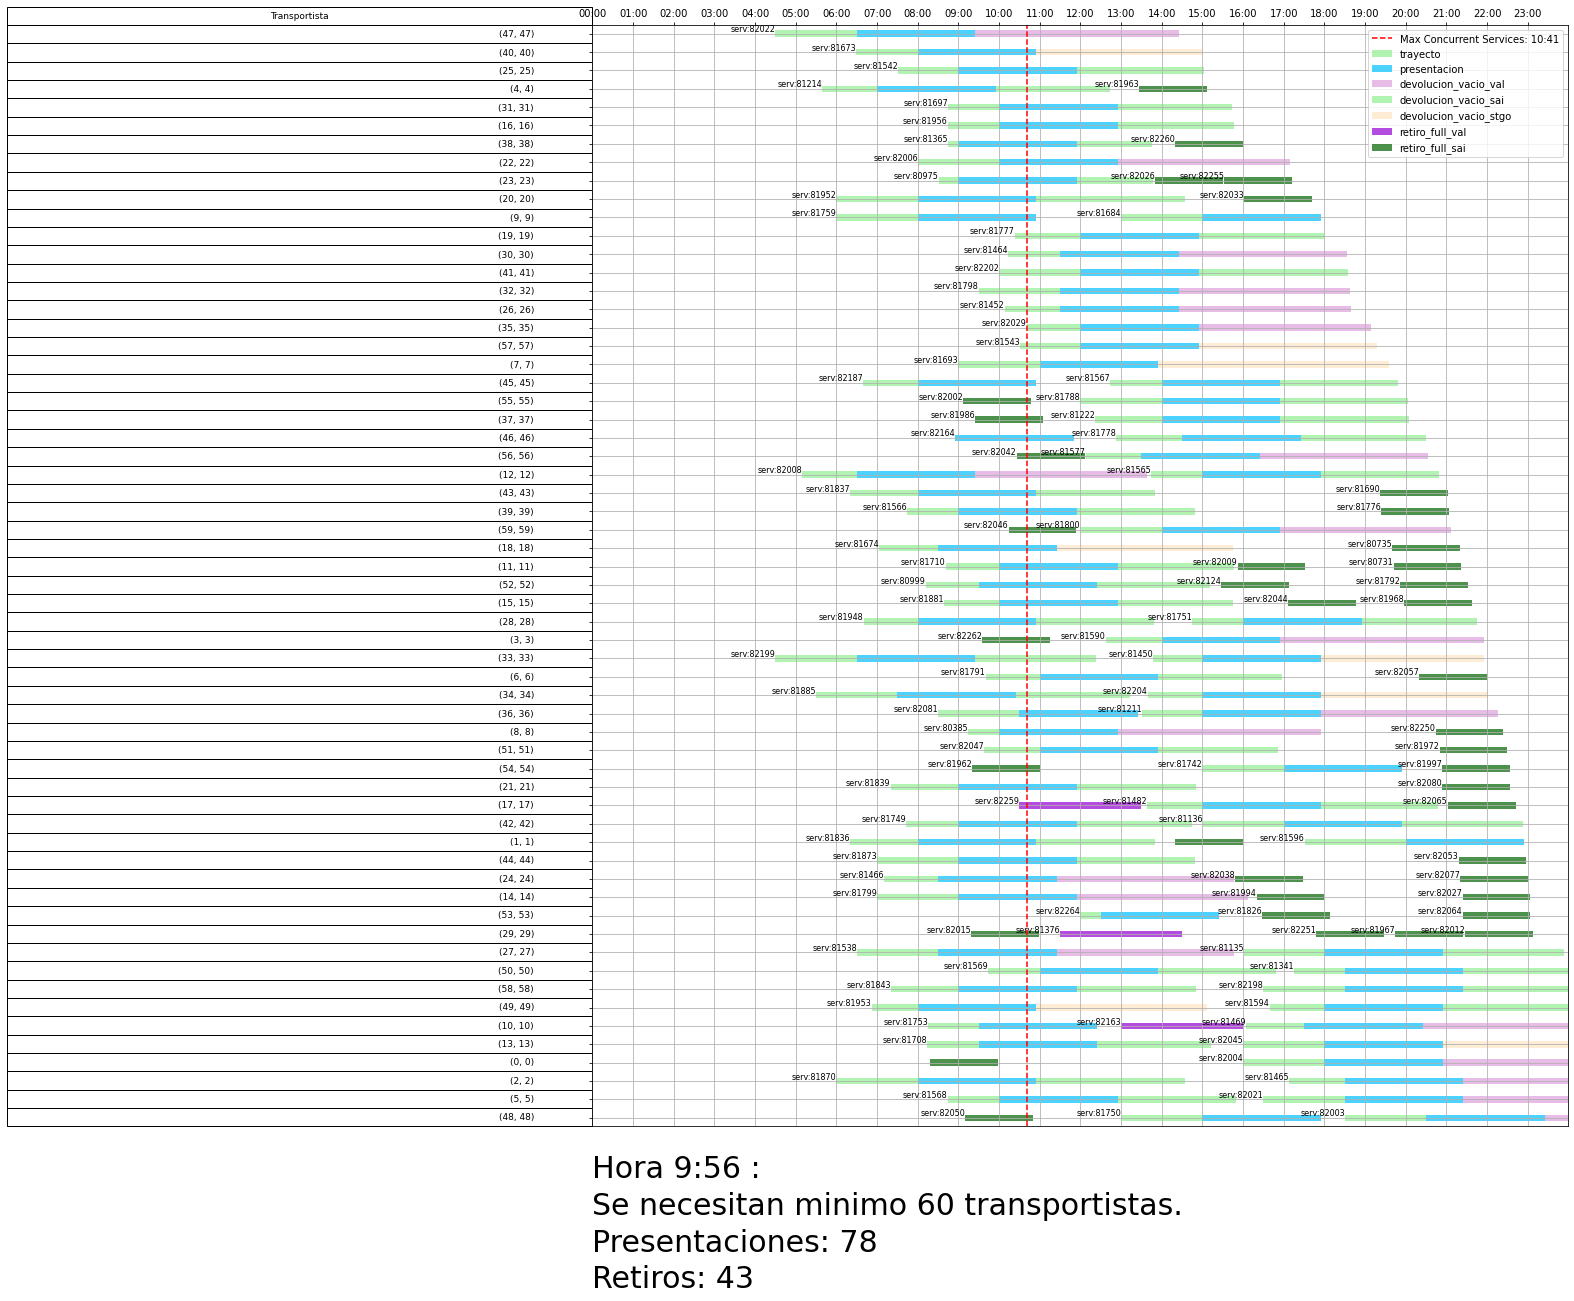 Transportista
00:00 01:00 02:00 03:00 04:00 05:00 06:00 07:00 08:00 09:00 10:00 11:00 12:00 13:00 14:00 15:00 16:00 17:00 18:00 19:00 20:00 21:00 22:00 23:00
Max Concurrent Services: 10:41
trayecto
presentacion
devolucion_vacio_val
devolucion_vacio_sai
devolucion_vacio_stgo
retiro_full_val
retiro_full_sai
(47, 47) serv:82022
(40, 40) serv:81673
(25, 25) serv:81542
(4, 4) serv:81214 serv:81963
(31, 31) serv:81697
(16, 16) serv:81956
(38, 38) serv:81365 serv:82260
(22, 22) serv:82006
(23, 23) serv:80975 serv:82026 serv:82255
(20, 20) serv:81952 serv:82033
(9, 9) serv:81759 serv:81684
(19, 19) serv:81777
(30, 30) serv:81464
(41, 41) serv:82202
(32, 32) serv:81798
(26, 26) serv:81452
(35, 35) serv:82029
(57, 57) serv:81543
(7, 7) serv:81693
(45, 45) serv:82187 serv:81567
(55, 55) serv:82002 serv:81788
(37, 37) serv:81986 serv:81222
(46, 46) serv:82164 serv:81778
(56, 56) serv:82042 serv:81577
(12, 12) serv:82008 serv:81565
(43, 43) serv:81837 serv:81690
(39, 39) serv:81566 serv:81776
(59, 59) serv:82046 serv:81800
(18, 18) serv:81674 serv:80735
(11, 11) serv:81710 serv:82009 serv:80731
(52, 52) serv:80999 serv:82124 serv:81792
(15, 15) serv:81881 serv:82044 serv:81968
(28, 28) serv:81948 serv:81751
(3, 3) serv:82262 serv:81590
(33, 33) serv:82199 serv:81450
(6, 6) serv:81791 serv:82057
(34, 34) serv:81885 serv:82204
(36, 36) serv:82081 serv:81211
(8, 8) serv:80385 serv:82250
(51, 51) serv:82047 serv:81972
(54, 54) serv:81962 serv:81742 serv:81997
(21, 21) serv:81839 serv:82080
(17, 17) serv:82259 serv:81482 serv:82065
(42, 42) serv:81749 serv:81136
(1, 1) serv:81836 serv:81596
(44, 44) serv:81873 serv:82053
(24, 24) serv:81466 serv:82038 serv:82077
(14, 14) serv:81799 serv:81994 serv:82027
(53, 53) serv:82264 serv:81826 serv:82064
(29, 29) serv:82015 serv:81376 serv:82251 serv:81967 serv:82012
(27, 27) serv:81538 serv:81135
(50, 50) serv:81569 serv:81341
(58, 58) serv:81843 serv:82198
(49, 49) serv:81953 serv:81594
(10, 10) serv:81753 serv:82163 serv:81469
(13, 13) serv:81708 serv:82045
(0, 0) serv:82004
(2, 2) serv:81870 serv:81465
(5, 5) serv:81568 serv:82021
(48, 48) serv:82050 serv:81750 serv:82003
Hora 9:56 :
Se necesitan minimo 60 transportistas.
Presentaciones: 78
Retiros: 43